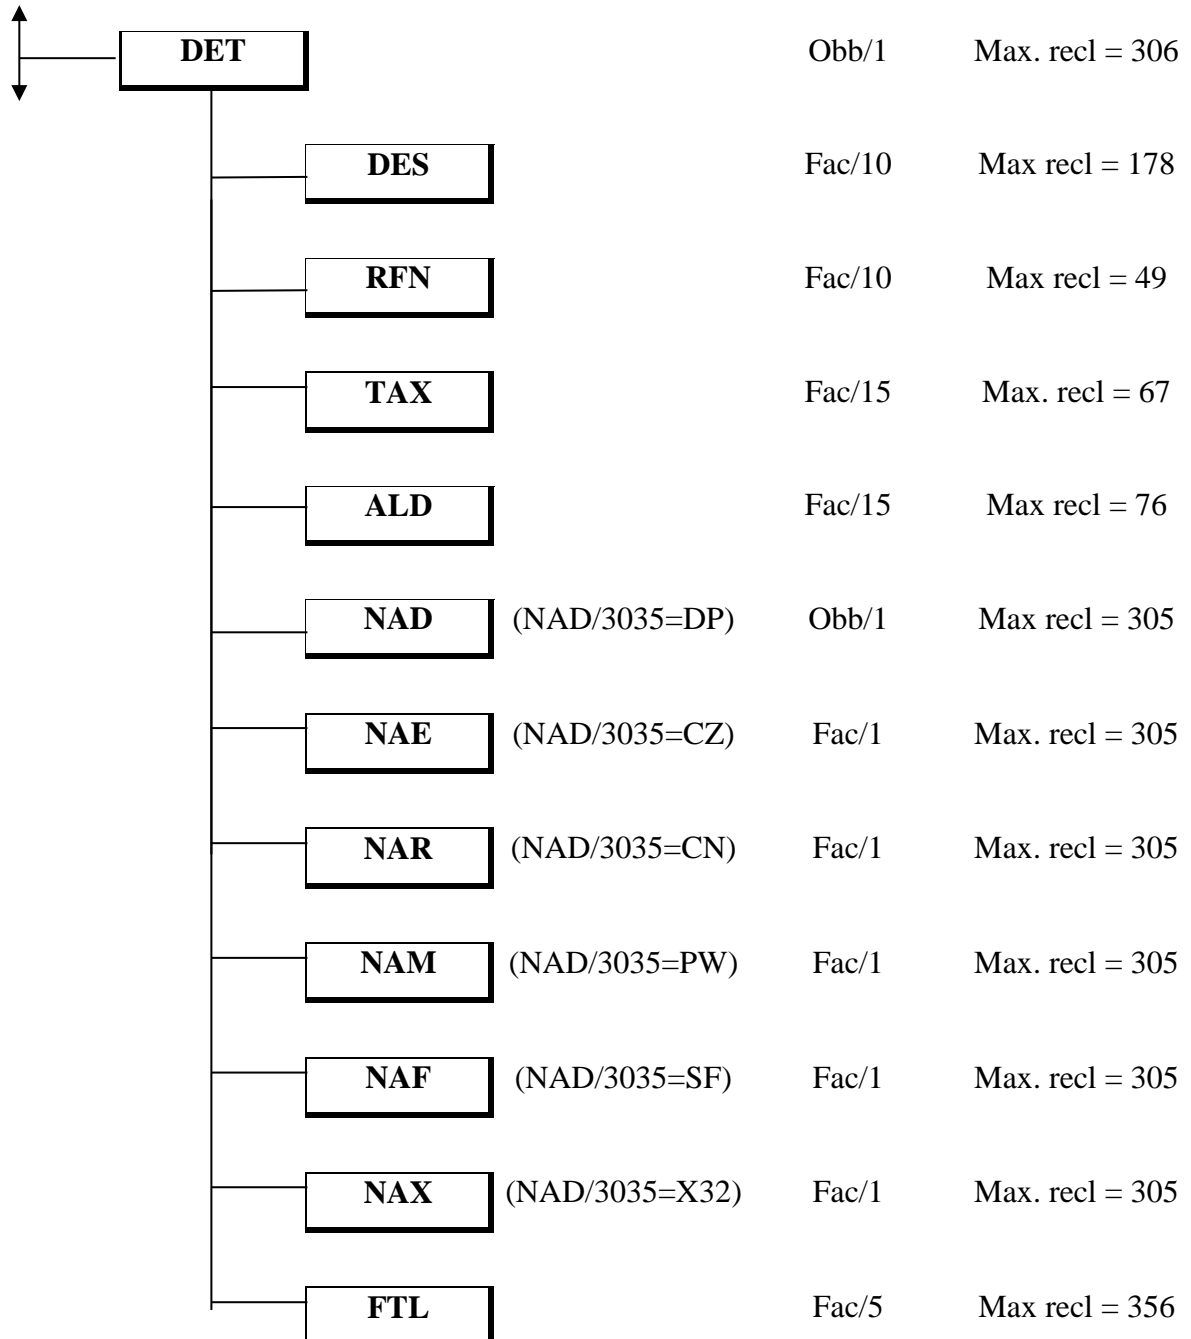 DET Obb/1 Max. recl = 306
DES Fac/10 Max recl = 178
RFN Fac/10 Max recl = 49
TAX Fac/15 Max. recl = 67
ALD Fac/15 Max recl = 76
NAD (NAD/3035=DP) Obb/1 Max recl = 305
NAE (NAD/3035=CZ) Fac/1 Max. recl = 305
NAR (NAD/3035=CN) Fac/1 Max. recl = 305
NAM (NAD/3035=PW) Fac/1 Max. recl = 305
NAF (NAD/3035=SF) Fac/1 Max. recl = 305
NAX (NAD/3035=X32) Fac/1 Max. recl = 305
FTL Fac/5 Max recl = 356